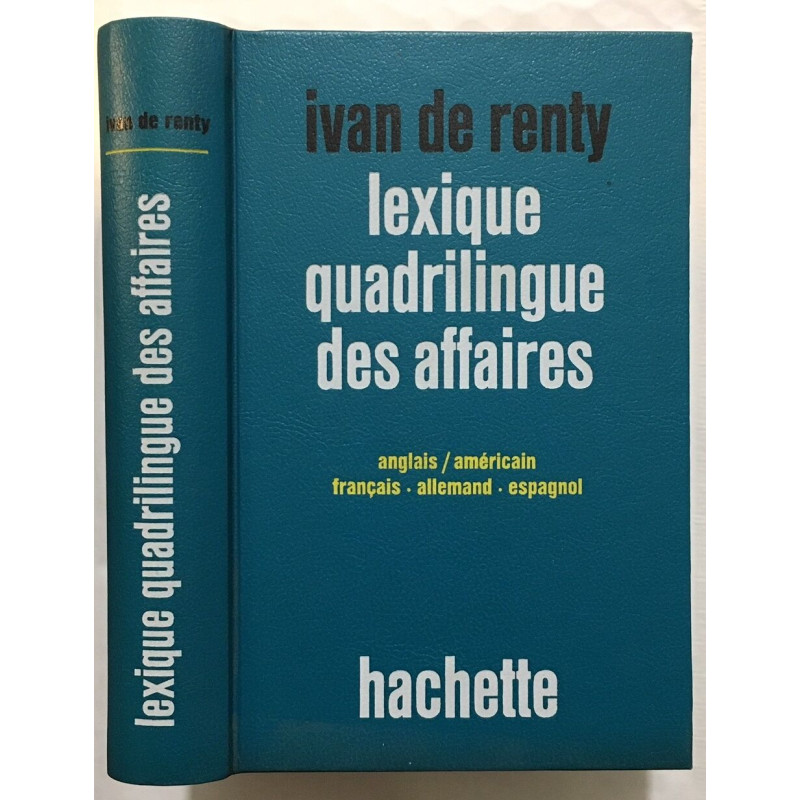 ivan de renty
lexique quadrilingue des affaires
ivan de renty
lexique
quadrilingue
des affaires
anglais / américain
français · allemand · espagnol
hachette